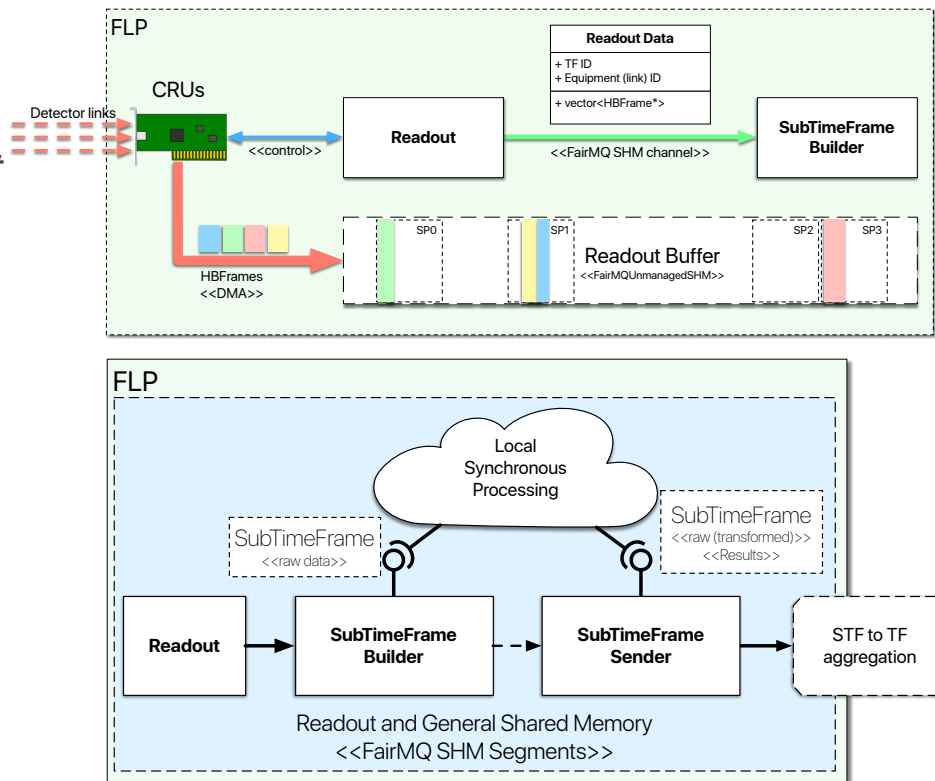 FLP
Readout Data
+ TF ID
+ Equipment (link) ID
+ vector<HBFrame*>
CRUs
Detector links
<<control>>
Readout
<<FairMQ SHM channel>>
SubTimeFrame
Builder
HBFrames
<<DMA>>
SP0
SP1
SP2
SP3
Readout Buffer
<<FairMQUnmanagedSHM>>
FLP
Local
Synchronous
Processing
SubTimeFrame
<<raw data>>
SubTimeFrame
<<raw (transformed)>>
<<Results>>
Readout
SubTimeFrame
Builder
SubTimeFrame
Sender
STF to TF
aggregation
Readout and General Shared Memory
<<FairMQ SHM Segments>>